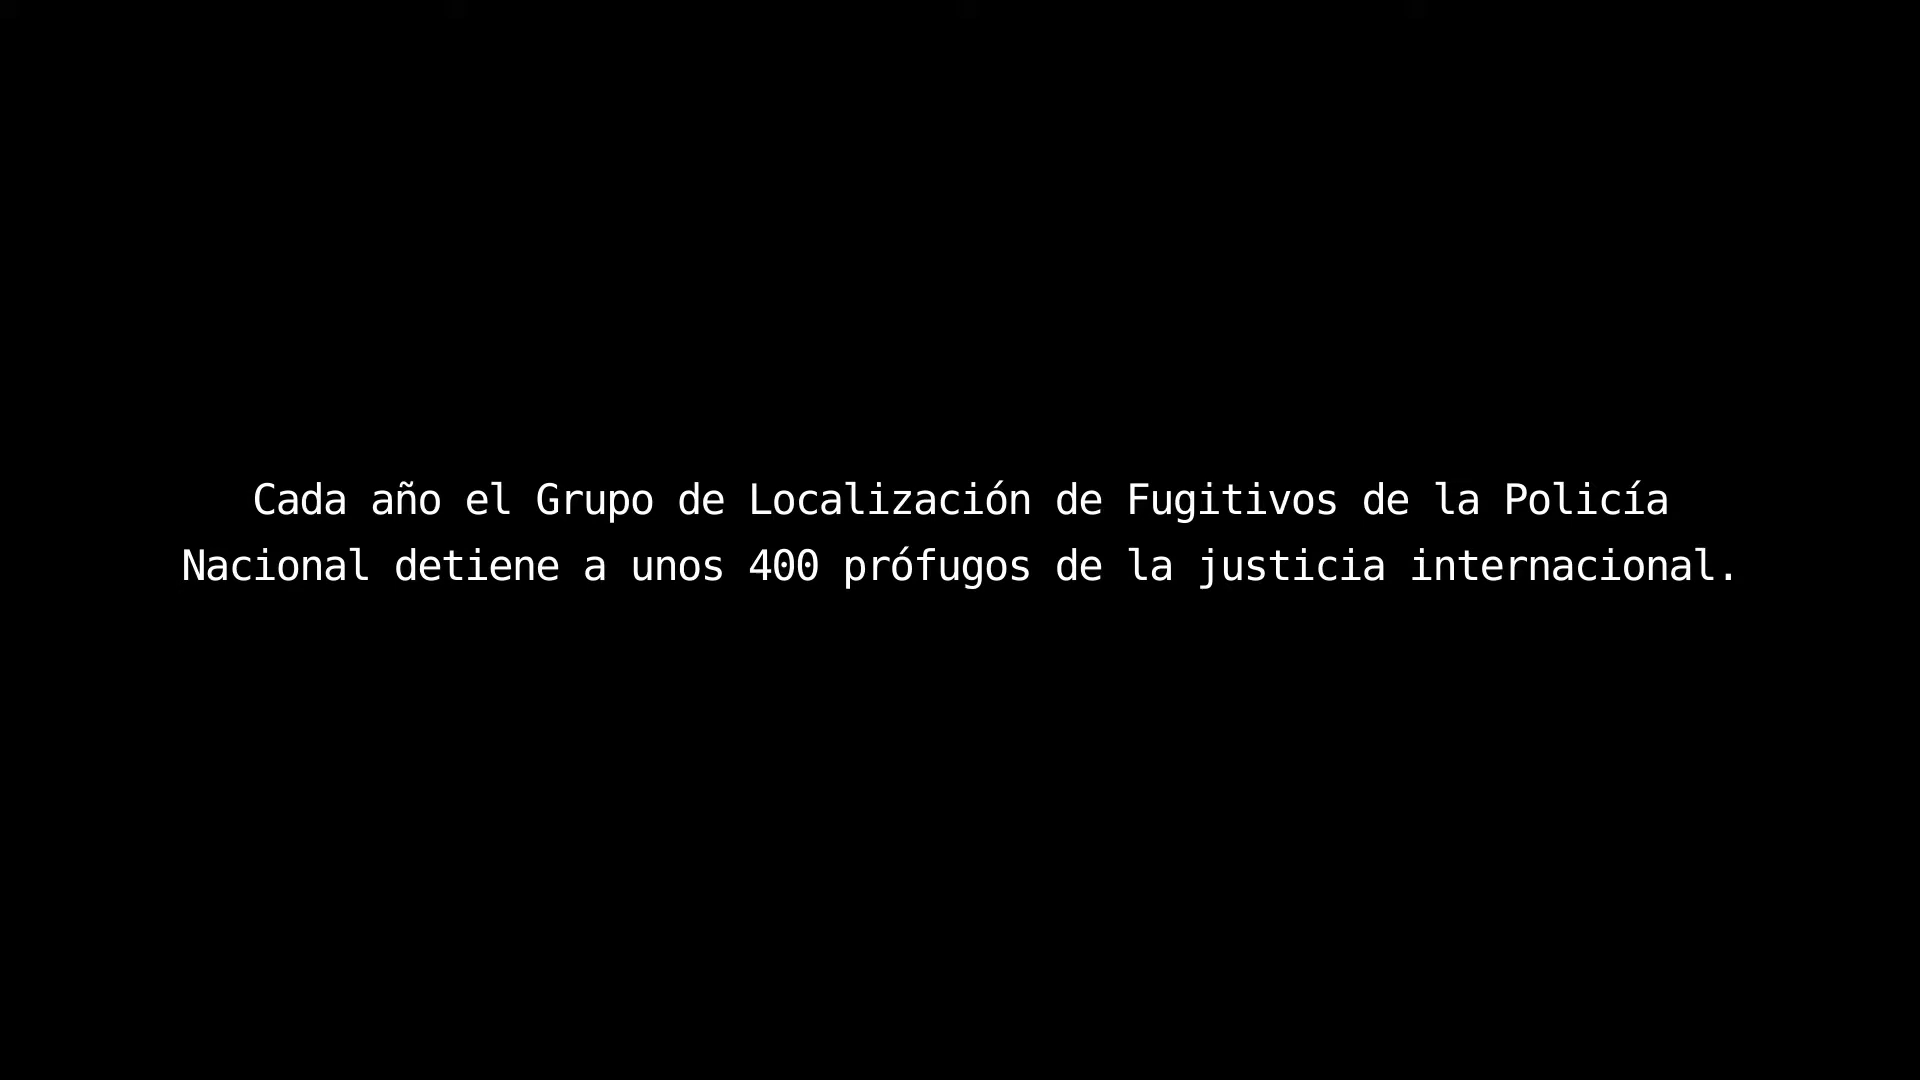 Cada año el Grupo de Localización de Fugitivos de la Policía
Nacional detiene a unos 400 prófugos de la justicia internacional.